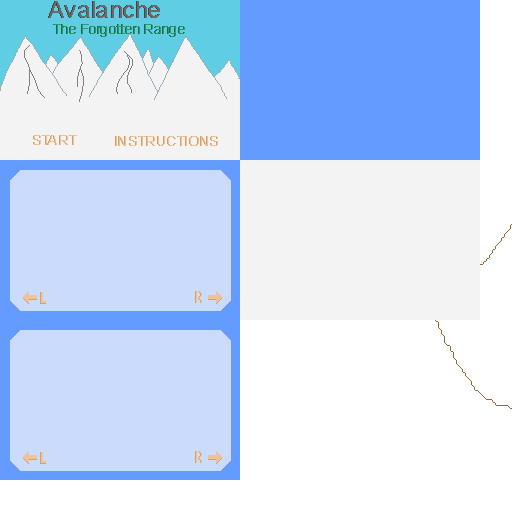 Avalanche
The Forgotten Range
START INSTRUCTIONS
L R
L R